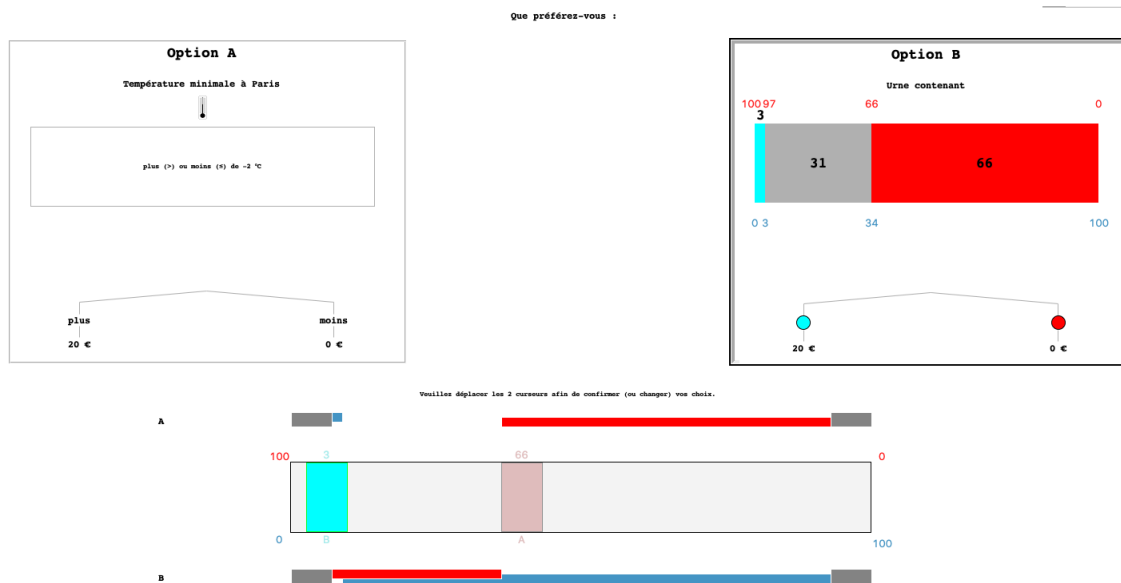 Que préférez-vous :
Option A
Température minimale à Paris
plus (>) ou moins (≤) de -2 °C
plus
moins
20 €
0 €
Option B
Urne contenant
100 97 66 0
3
31
66
0 3 34 100
20 €
0 €
Veuillez déplacer les 2 curseurs afin de confirmer (ou changer) vos choix.
A
100 3 66 0
0 B A 100
B